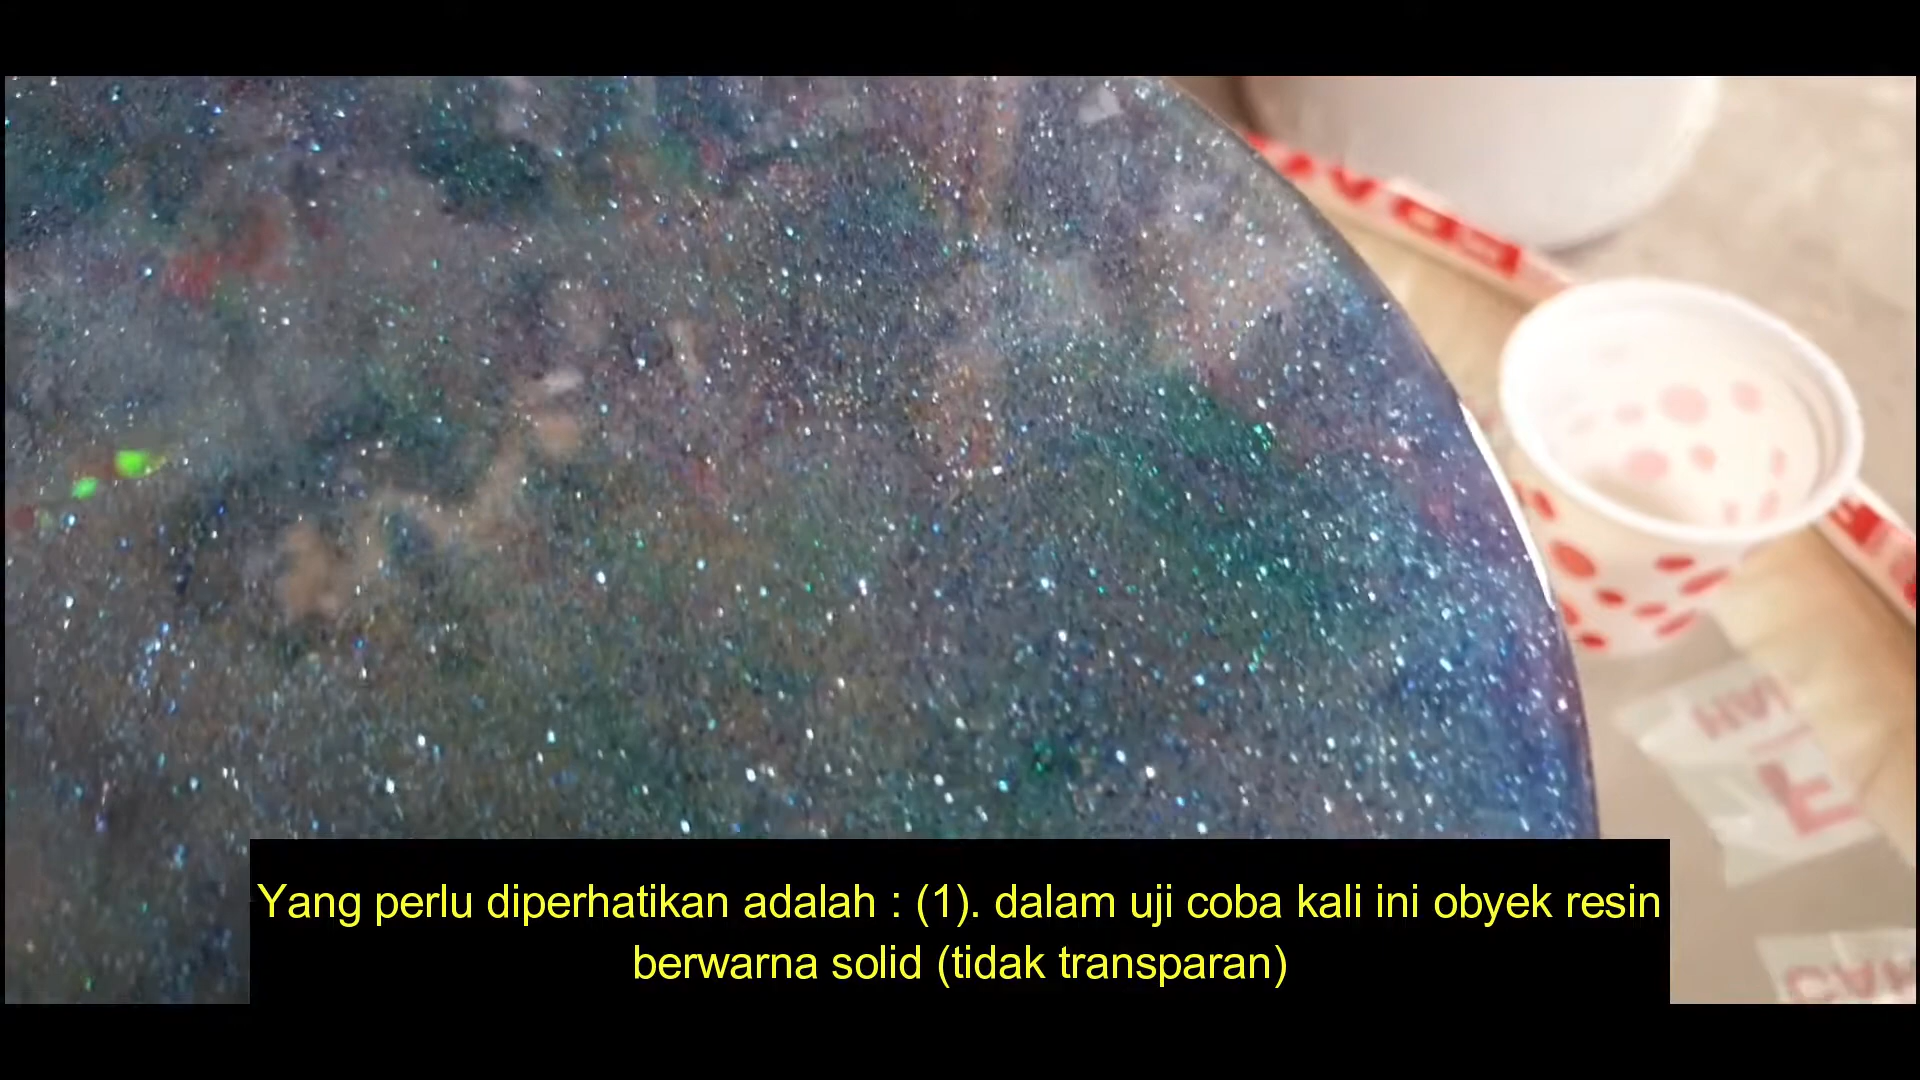 Yang perlu diperhatikan adalah : (1). dalam uji coba kali ini obyek resin
berwarna solid (tidak transparan)